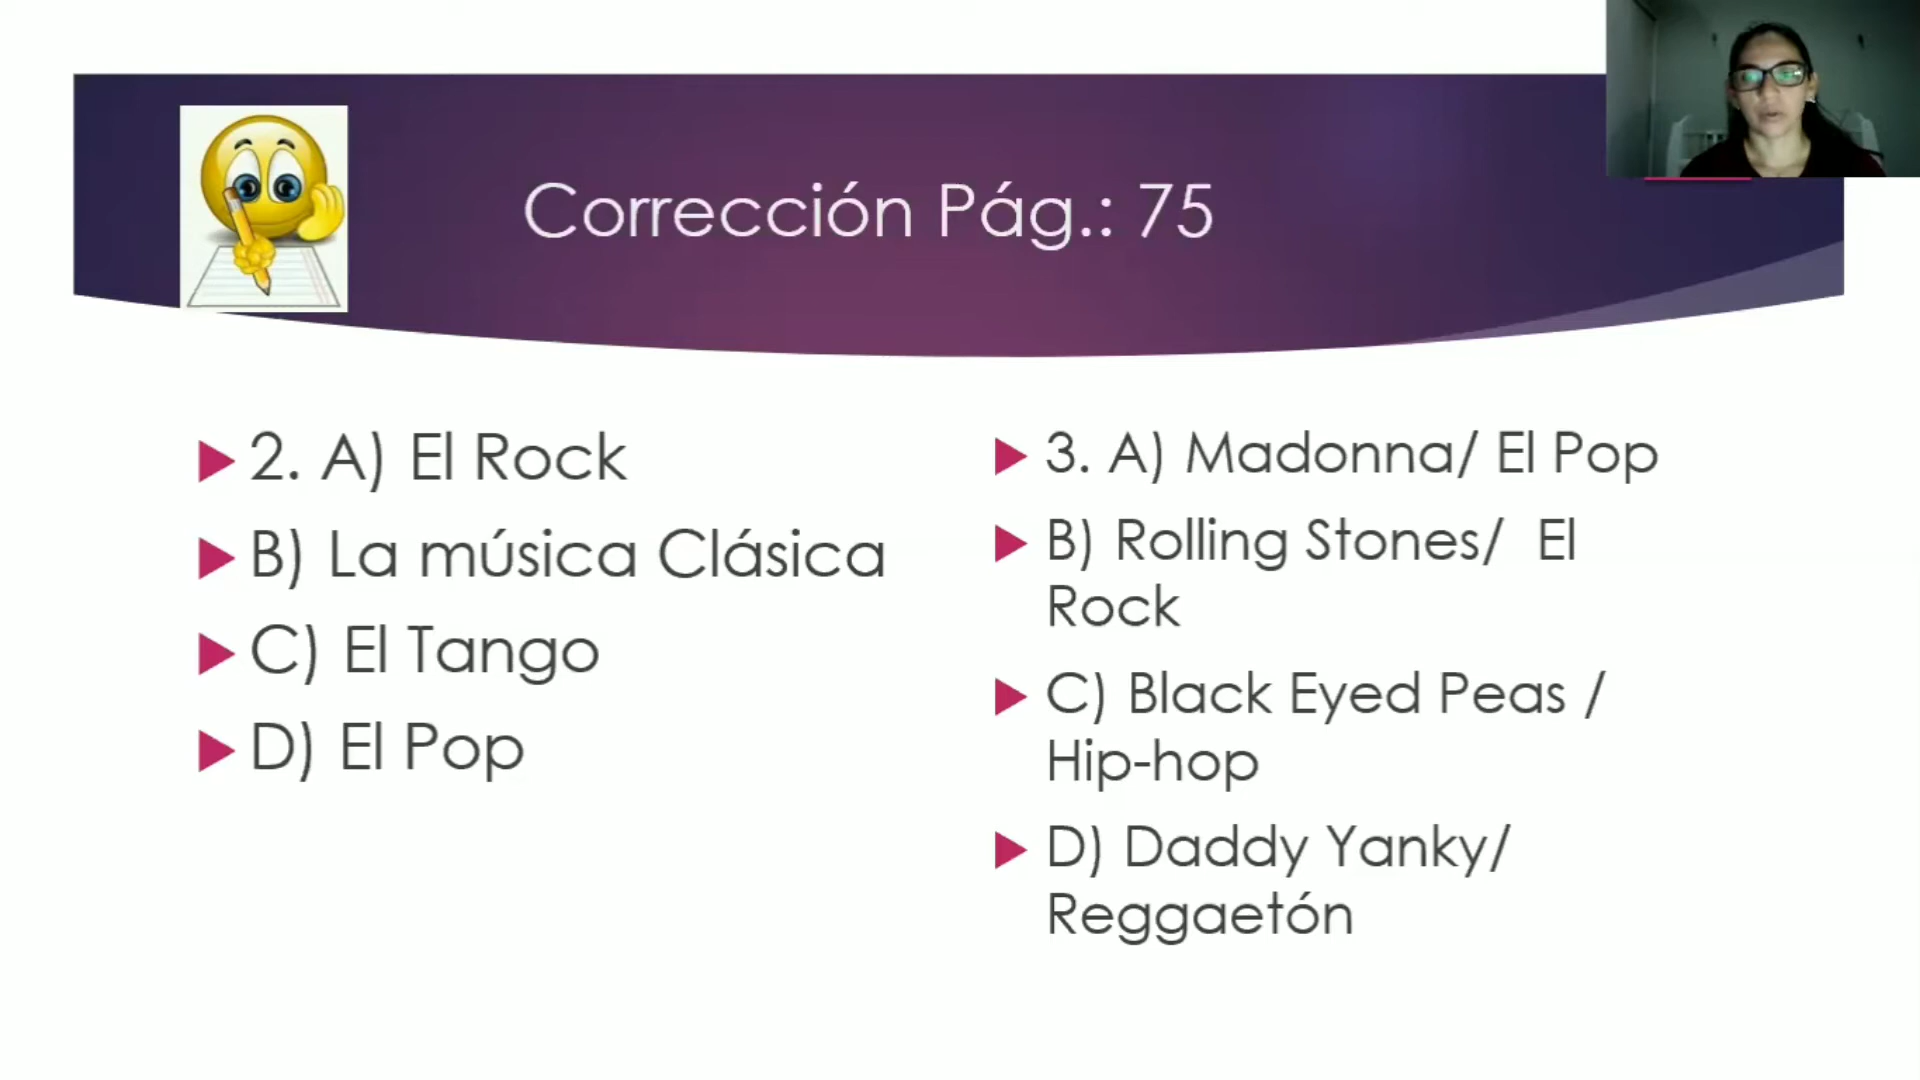 Corrección Pág.: 75
2. A) El Rock
B) La música Clásica
C) El Tango
D) El Pop
3. A) Madonna/ El Pop
B) Rolling Stones/ El
Rock
C) Black Eyed Peas /
Hip-hop
D) Daddy Yanky/
Reggaetón